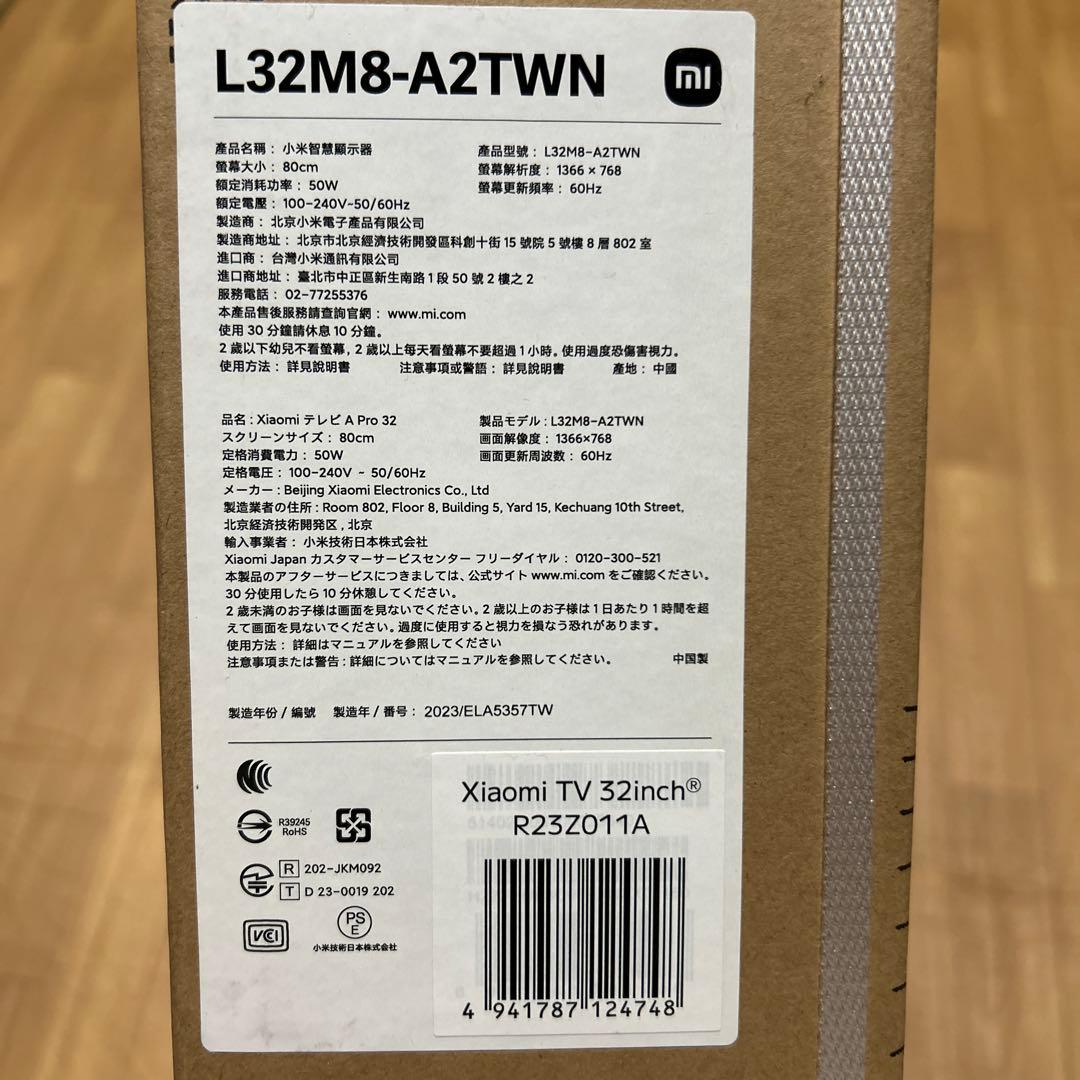 L32M8-A2TWN
mi
產品名稱： 小米智慧顯示器
產品型號： L32M8-A2TWN
螢幕大小： 80cm
螢幕解析度： 1366 × 768
額定消耗功率： 50W
螢幕更新頻率： 60Hz
額定電壓： 100-240V~50/60Hz
製造商： 北京小米電子產品有限公司
製造商地址： 北京市北京經濟技術開發區科創十街 15 號院 5 號樓 8 層 802 室
進口商： 台灣小米通訊有限公司
進口商地址： 臺北市中正區新生南路 1 段 50 號 2 樓之 2
服務電話： 02-77255376
本產品售後服務請查詢官網： www.mi.com
使用 30 分鐘請休息 10 分鐘。
2 歲以下幼兒不看螢幕，2 歲以上每天看螢幕不要超過 1 小時。使用過度恐傷害視力。
使用方法： 詳見說明書 注意事項或警語： 詳見說明書 產地： 中國
品名 : Xiaomi テレビ A Pro 32
製品モデル : L32M8-A2TWN
スクリーンサイズ： 80cm
画面解像度： 1366×768
定格消費電力： 50W
画面更新周波数： 60Hz
定格電圧： 100-240V ~ 50/60Hz
メーカー : Beijing Xiaomi Electronics Co., Ltd
製造業者の住所 : Room 802, Floor 8, Building 5, Yard 15, Kechuang 10th Street,
北京経済技術開発区 , 北京
輸入事業者： 小米技術日本株式会社
Xiaomi Japan カスタマーサービスセンター フリーダイヤル： 0120-300-521
本製品のアフターサービスにつきましては、公式サイト www.mi.com をご確認ください。
30 分使用したら 10 分休憩してください。
2 歳未満のお子様は画面を見ないでください。2 歳以上のお子様は 1 日あたり 1 時間を超
えて画面を見ないでください。過度に使用すると視力を損なう恐れがあります。
使用方法： 詳細はマニュアルを参照してください
注意事項または警告 : 詳細についてはマニュアルを参照してください。 中国製
製造年份 / 編號 製造年 / 番号： 2023/ELA5357TW
R39245
RoHS
R 202-JKM092
T D 23-0019 202
VCI
PS
E
小米技術日本株式会社
Xiaomi TV 32inch®
R23Z011A
4 941787 124748